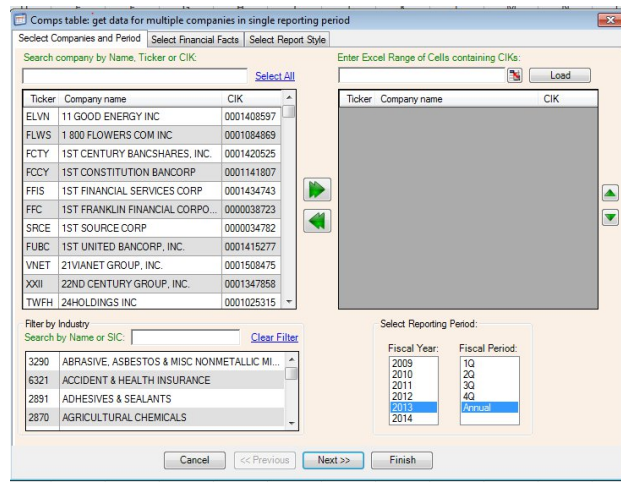 Comps table: get data for multiple companies in single reporting period
Seclect Companies and Period Select Financial Facts Select Report Style
Search company by Name, Ticker or CIK:
Select All
Enter Excel Range of Cells containing CIKs:
Load
Ticker Company name CIK
ELVN 11 GOOD ENERGY INC 0001408597
FLWS 1 800 FLOWERS COM INC 0001084869
FCTY 1ST CENTURY BANCSHARES, INC. 0001420525
FCCY 1ST CONSTITUTION BANCORP 0001141807
FFIS 1ST FINANCIAL SERVICES CORP 0001434743
FFC 1ST FRANKLIN FINANCIAL CORPO... 0000038723
SRCE 1ST SOURCE CORP 0000034782
FUBC 1ST UNITED BANCORP, INC. 0001415277
VNET 21VIANET GROUP, INC. 0001508475
XXII 22ND CENTURY GROUP, INC. 0001347858
TWFH 24HOLDINGS INC 0001025315
Ticker Company name CIK
Filter by Industry
Search by Name or SIC:
Clear Filter
3290 ABRASIVE, ASBESTOS & MISC NONMETALLIC MI...
6321 ACCIDENT & HEALTH INSURANCE
2891 ADHESIVES & SEALANTS
2870 AGRICULTURAL CHEMICALS
Select Reporting Period:
Fiscal Year:
2009
2010
2011
2012
2013
2014
Fiscal Period:
1Q
2Q
3Q
4Q
Annual
Cancel << Previous Next >> Finish